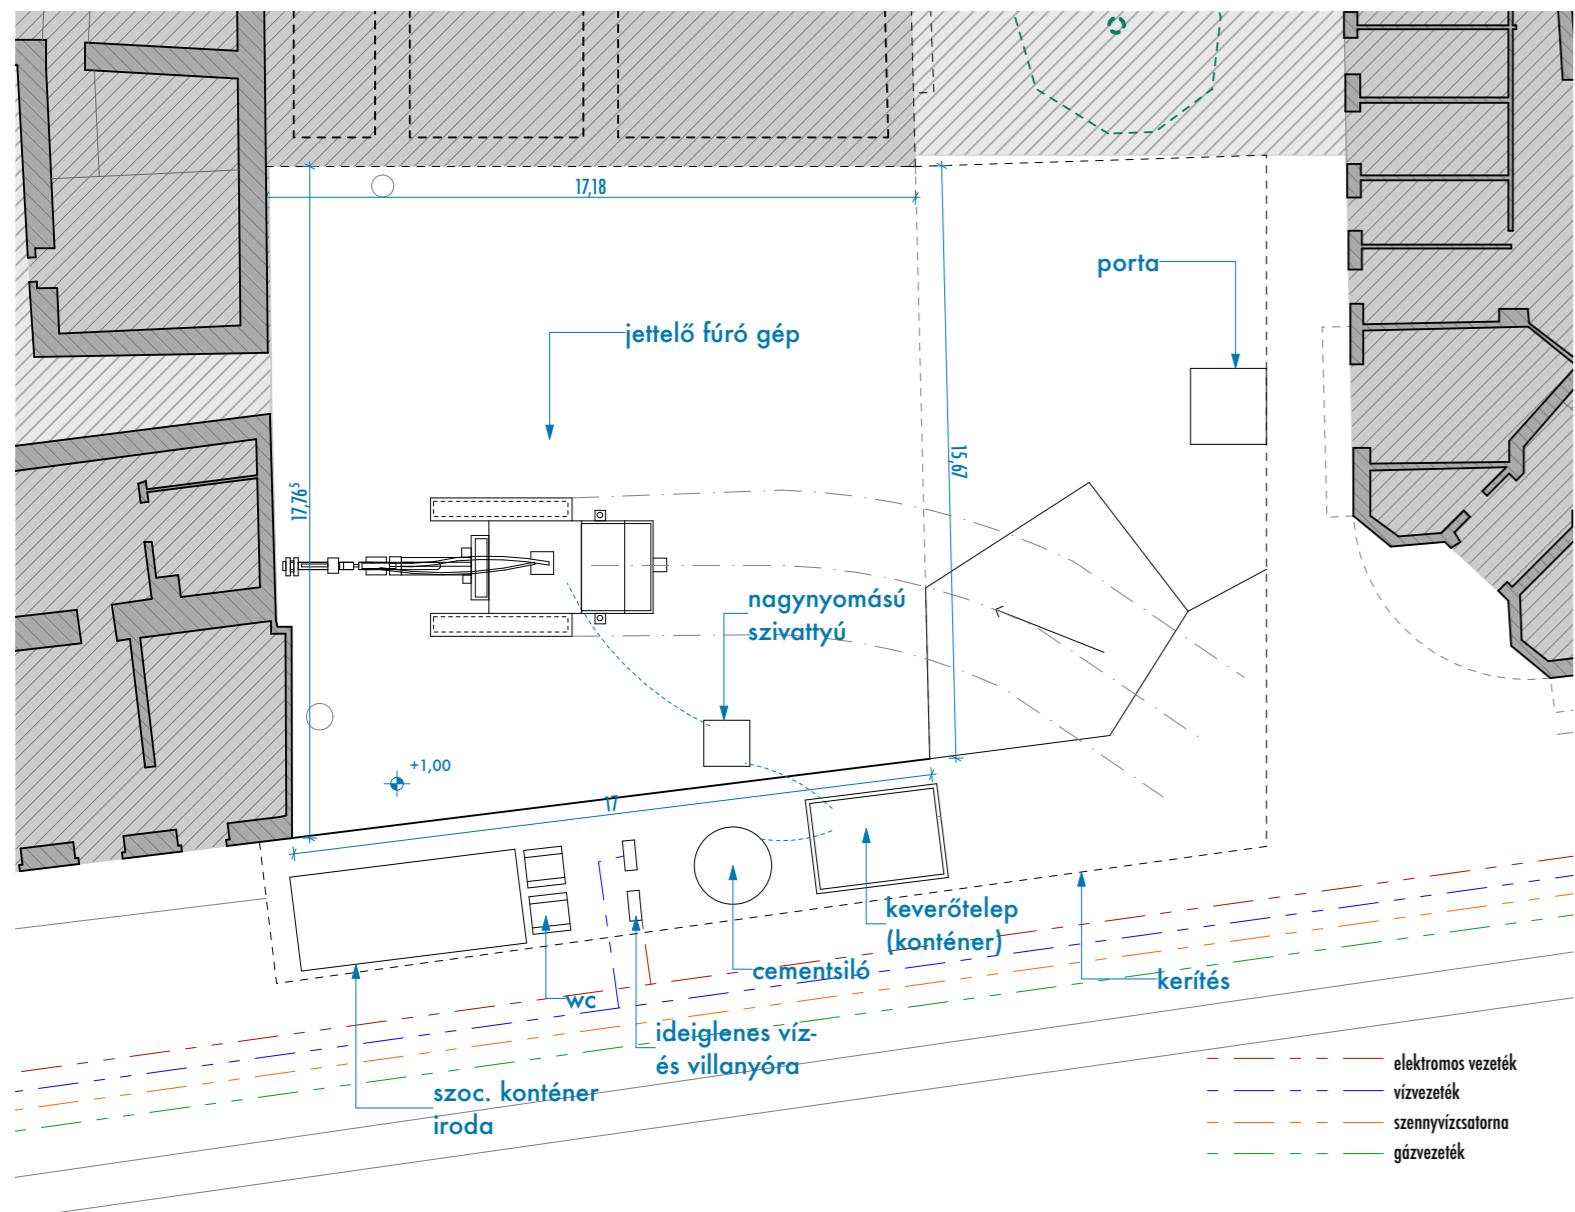 17,18
porta
jettelő fúró gép
15,67
17,76⁵
nagynyomású
szivattyú
+1,00
17
keverőtelep
(konténer)
cementsiló
kerítés
wc
ideiglenes víz-
és villanyóra
szoc. konténer
iroda
elektromos vezeték
vízvezeték
szennyvízcsatorna
gázvezeték